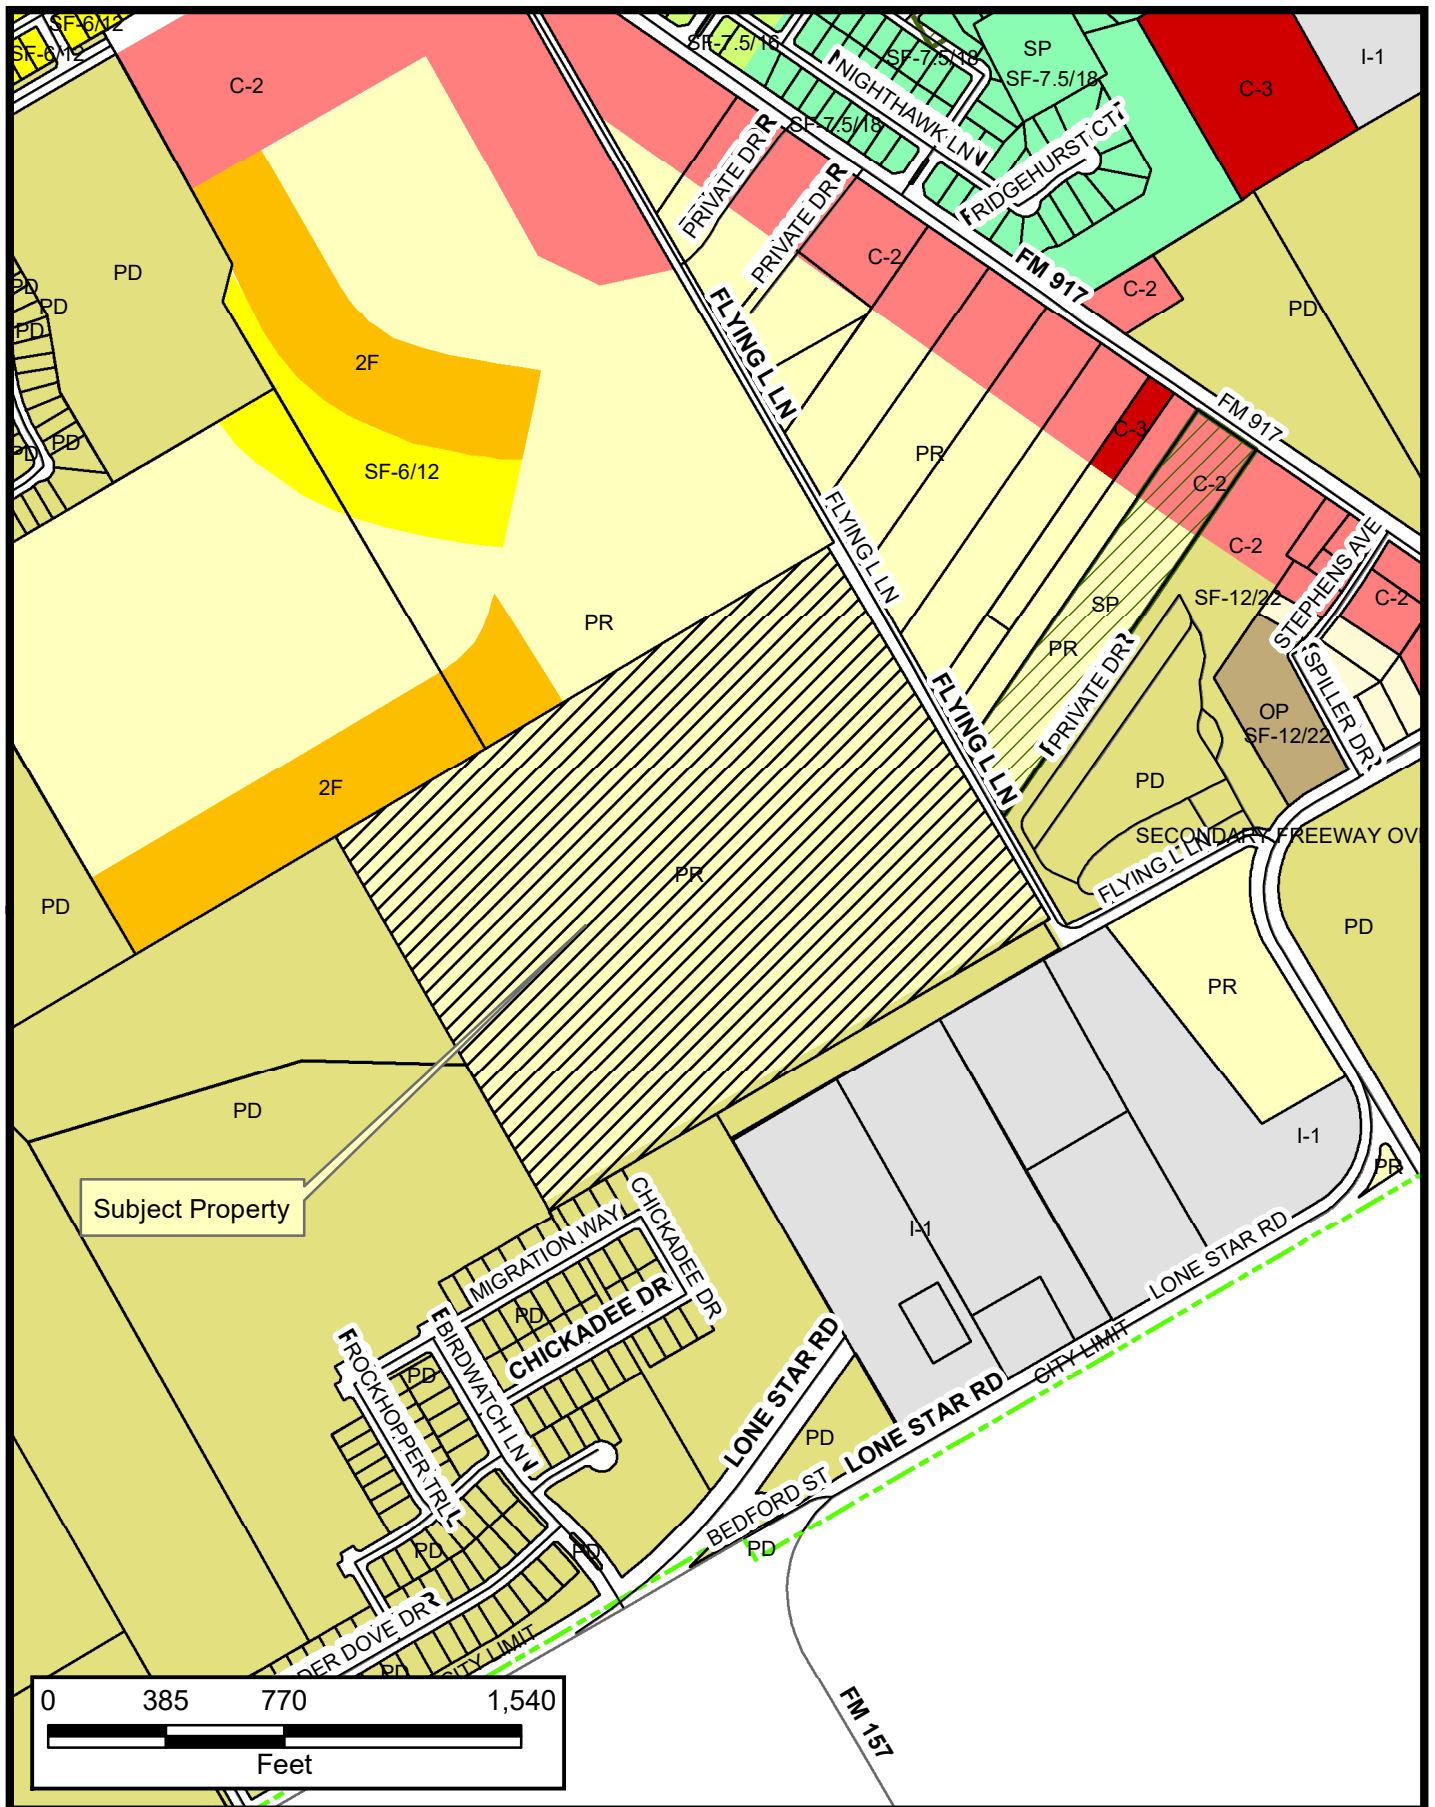 SF-6/12
SF-6/12
SF-7.5/16
SF-7.5/18
SP
SF-7.5/18
I-1
C-2
C-3
NIGHTHAWK LN
SF-7.5/18
RIDGEHURST CT
PRIVATE DR
PRIVATE DR
C-2
FM 917
C-2
PD
PD
PD
PD
PD
PD
FLYING L LN
2F
FM 917
PD
PD
C-3
PR
SF-6/12
C-2
FLYING L LN
C-2
STEPHENS AVE
SF-12/22
C-2
SP
PR
PR
PRIVATE DR
SPILLER DR
OP
SF-12/22
FLYING L LN
2F
PD
SECONDARY FREEWAY OV
FLYING L LN
PR
PD
PD
PR
PD
I-1
PR
Subject Property
CHICKADEE DR
MIGRATION WAY
I-1
LONE STAR RD
PD
CHICKADEE DR
BIRDWATCH LN
ROCKHOPPER TRL
PD
LONE STAR RD
CITY LIMIT
LONE STAR RD
PD
BEDFORD ST
PD
PD
PD
DER DOVE DR
CITY LIMIT
PD
FM 157
0 385 770 1,540
Feet